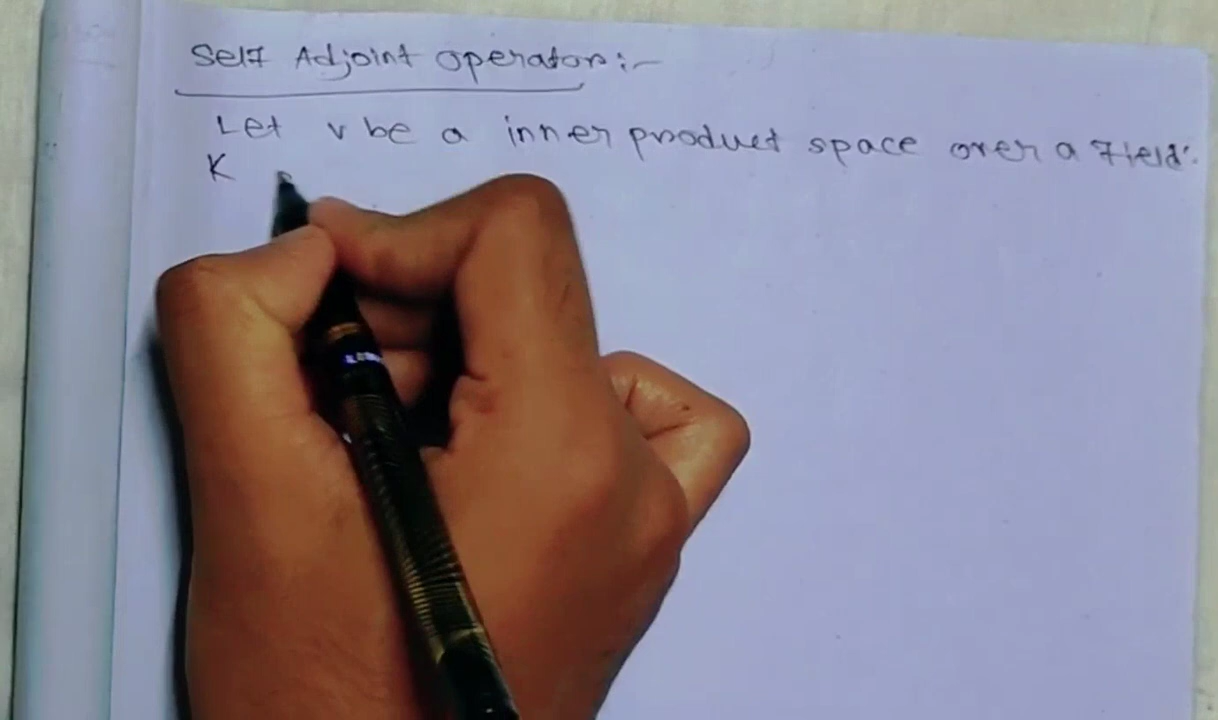 Self Adjoint operator:-
Let v be a inner product space over a Field.
K